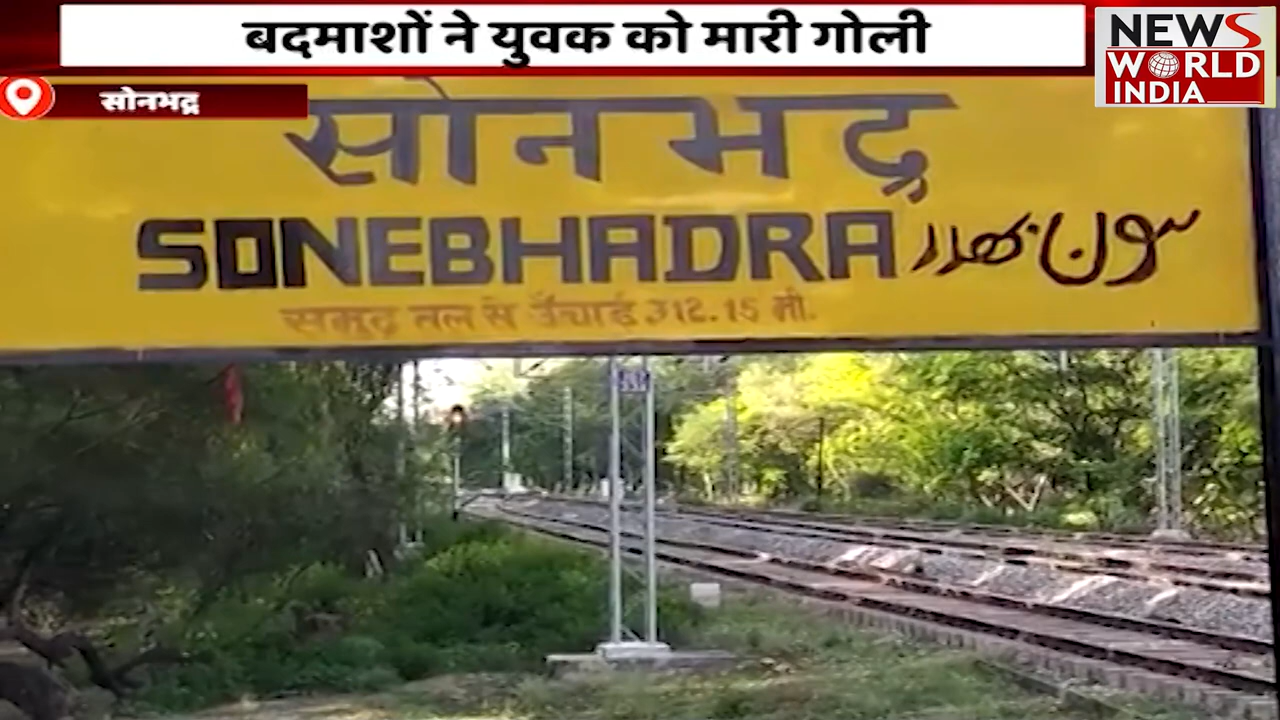 बदमाशों ने युवक को मारी गोली
NEWS
WORLD
INDIA
सोनभद्र
सोनभद्र
SONEBHADRA سون بھدرا
समुद्र तल से ऊँचाई 312.15 मी.